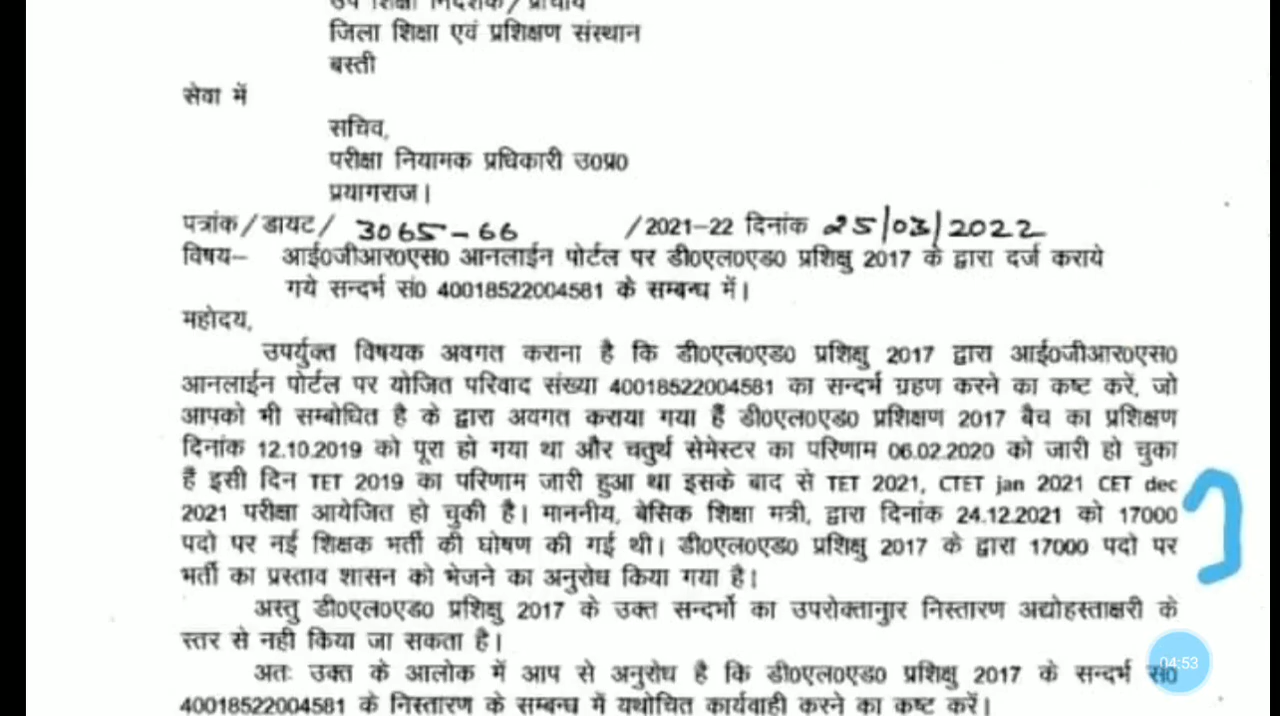 उप शिक्षा निदेशक/प्राचार्य
जिला शिक्षा एवं प्रशिक्षण संस्थान
बस्ती
सेवा में
सचिव,
परीक्षा नियामक प्रधिकारी उ0प्र0
प्रयागराज।
पत्रांक/डायट/ 3065-66 /2021-22 दिनांक 25/03/2022
विषय– आई0जीआर0एस0 आनलाईन पोर्टल पर डी0एल0एड0 प्रशिक्षु 2017 के द्वारा दर्ज कराये
गये सन्दर्भ सं0 40018522004581 के सम्बन्ध में।
महोदय,
उपर्युक्त विषयक अवगत कराना है कि डी0एल0एड0 प्रशिक्षु 2017 द्वारा आई0जीआर0एस0
आनलाईन पोर्टल पर योजित परिवाद संख्या 40018522004581 का सन्दर्भ ग्रहण करने का कष्ट करें, जो
आपको भी सम्बोधित है के द्वारा अवगत कराया गया हैं डी0एल0एड0 प्रशिक्षण 2017 बैच का प्रशिक्षण
दिनांक 12.10.2019 को पूरा हो गया था और चतुर्थ सेमेस्टर का परिणाम 06.02.2020 को जारी हो चुका
है इसी दिन TET 2019 का परिणाम जारी हुआ था इसके बाद से TET 2021, CTET jan 2021 CET dec
2021 परीक्षा आयेजित हो चुकी है। माननीय, बेसिक शिक्षा मत्री, द्वारा दिनांक 24.12.2021 को 17000
पदो पर नई शिक्षक भर्ती की घोषण की गई थी। डी0एल0एड0 प्रशिक्षु 2017 के द्वारा 17000 पदो पर
भर्ती का प्रस्ताव शासन को भेजने का अनुरोध किया गया है।
अस्तु डी0एल0एड0 प्रशिक्षु 2017 के उक्त सन्दर्भो का उपरोक्तानुार निस्तारण अद्योहस्ताक्षरी के
स्तर से नही किया जा सकता है।
अतः उक्त के आलोक में आप से अनुरोध है कि डी0एल0एड0 प्रशिक्षु 2017 के सन्दर्भ स0
40018522004581 के निस्तारण के सम्बन्ध में यथोचित कार्यवाही करने का कष्ट करें।
04:53